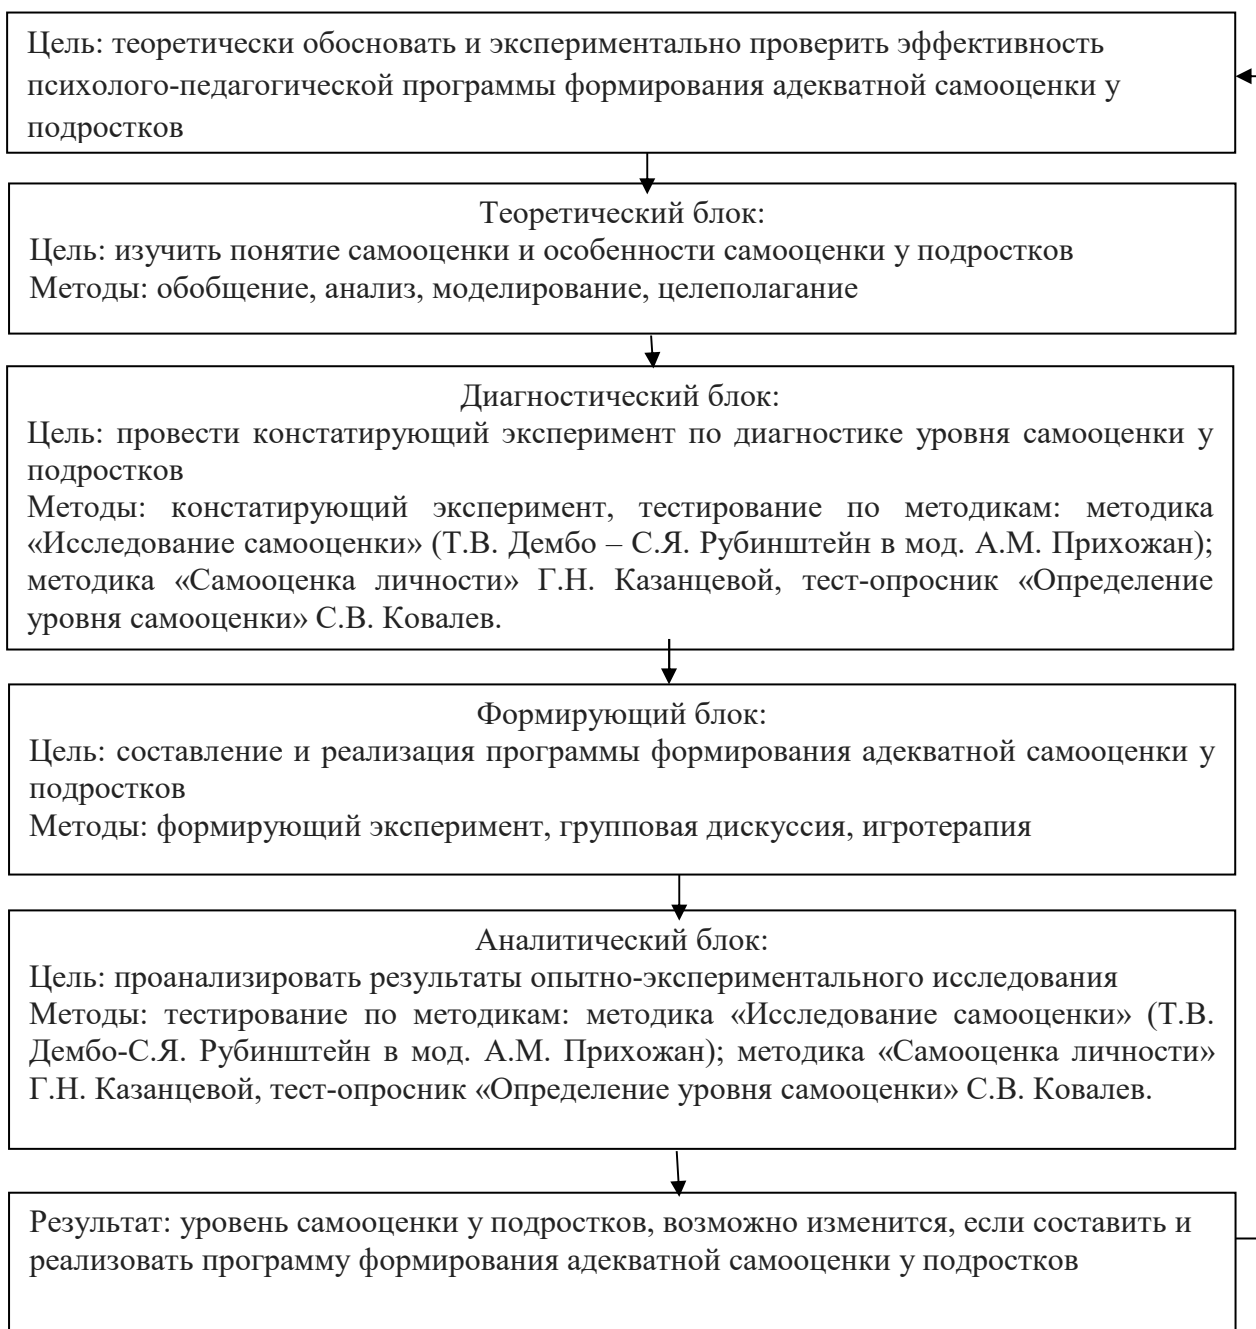 Цель: теоретически обосновать и экспериментально проверить эффективность
психолого-педагогической программы формирования адекватной самооценки у
подростков
Теоретический блок:
Цель: изучить понятие самооценки и особенности самооценки у подростков
Методы: обобщение, анализ, моделирование, целеполагание
Диагностический блок:
Цель: провести констатирующий эксперимент по диагностике уровня самооценки у
подростков
Методы: констатирующий эксперимент, тестирование по методикам: методика
«Исследование самооценки» (Т.В. Дембо – С.Я. Рубинштейн в мод. А.М. Прихожан);
методика «Самооценка личности» Г.Н. Казанцевой, тест-опросник «Определение
уровня самооценки» С.В. Ковалев.
Формирующий блок:
Цель: составление и реализация программы формирования адекватной самооценки у
подростков
Методы: формирующий эксперимент, групповая дискуссия, игротерапия
Аналитический блок:
Цель: проанализировать результаты опытно-экспериментального исследования
Методы: тестирование по методикам: методика «Исследование самооценки» (Т.В.
Дембо-С.Я. Рубинштейн в мод. А.М. Прихожан); методика «Самооценка личности»
Г.Н. Казанцевой, тест-опросник «Определение уровня самооценки» С.В. Ковалев.
Результат: уровень самооценки у подростков, возможно изменится, если составить и
реализовать программу формирования адекватной самооценки у подростков